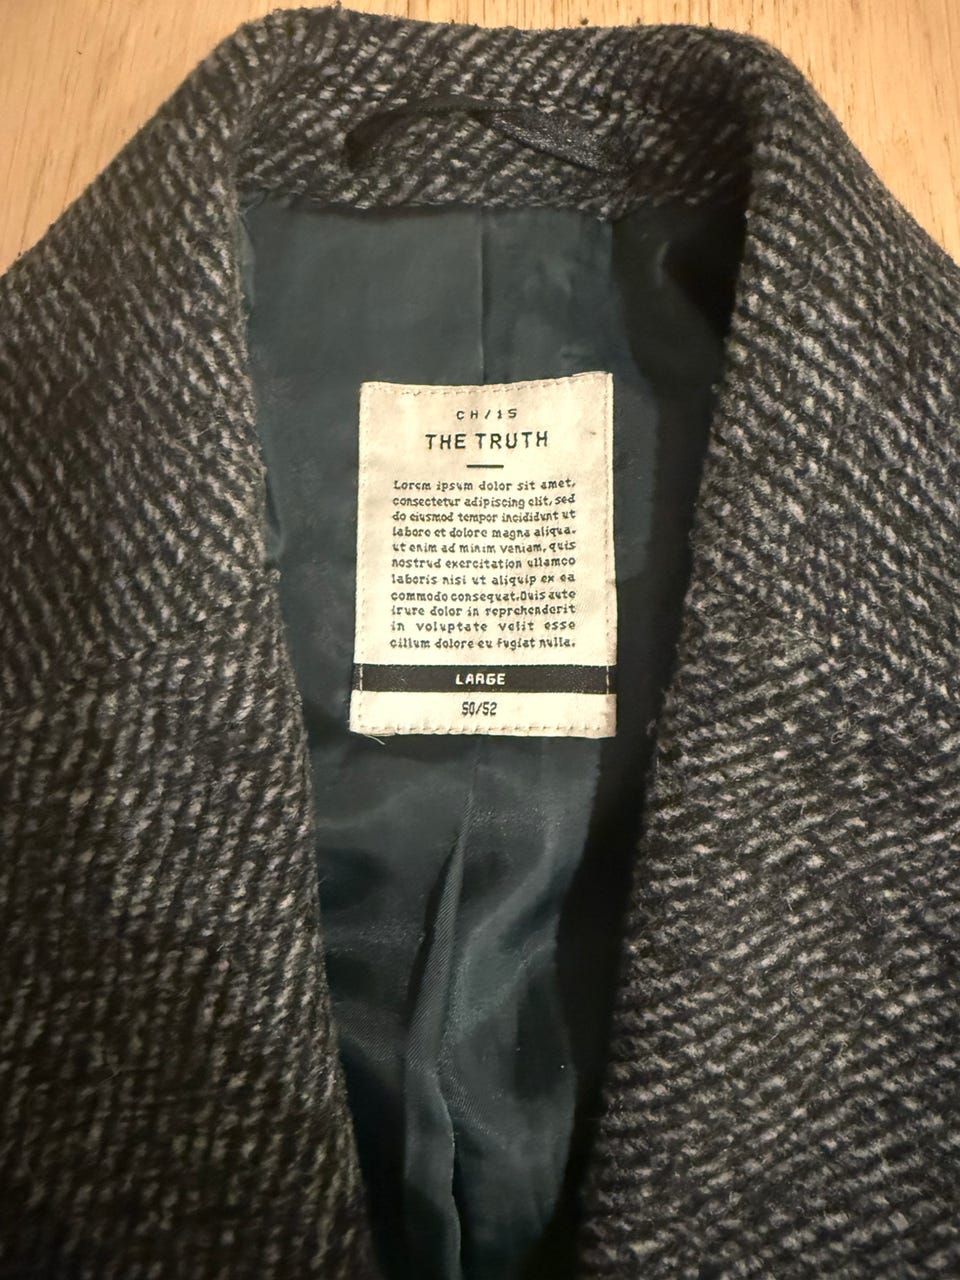 CH/15
THE TRUTH
Lorem ipsum dolor sit amet,
consectetur adipiscing elit, sed
do eiusmod tempor incididunt ut
labore et dolore magna aliqua.
ut enim ad minim veniam, quis
nostrud exercitation ullamco
laboris nisi ut aliquip ex ea
commodo consequat.Duis aute
irure dolor in reprehenderit
in voluptate velit esse
cillum dolore eu fugiat nulla.
LARGE
50/52